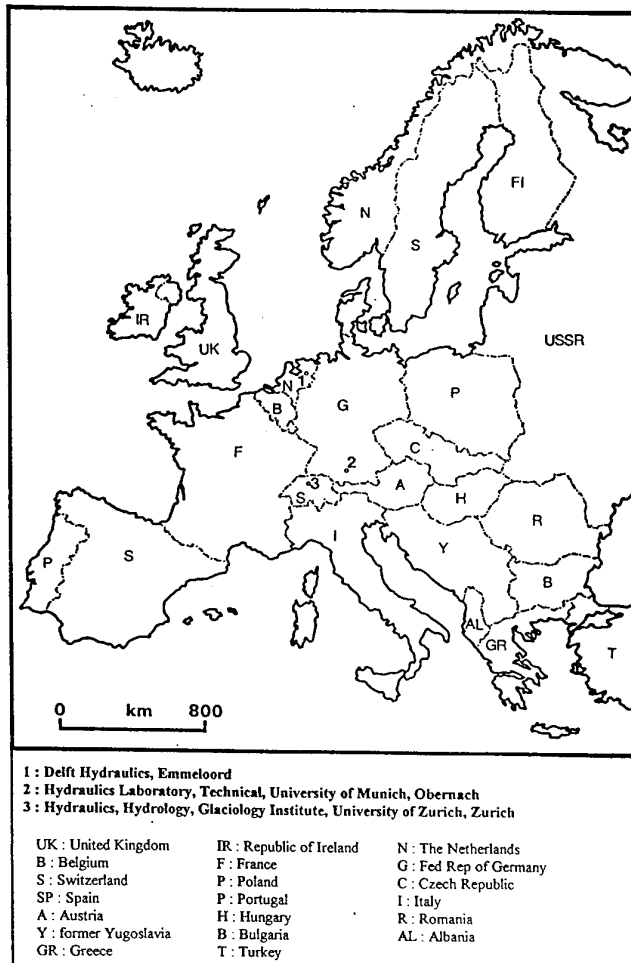 N
FI
S
IR
UK
USSR
N 1
B
G
P
C
2
F
3
S
A
H
I
R
Y
P
S
B
AL
GR
T
0 km 800
1 : Delft Hydraulics, Emmeloord
2 : Hydraulics Laboratory, Technical, University of Munich, Obernach
3 : Hydraulics, Hydrology, Glaciology Institute, University of Zurich, Zurich
UK : United Kingdom IR : Republic of Ireland N : The Netherlands
B : Belgium F : France G : Fed Rep of Germany
S : Switzerland P : Poland C : Czech Republic
SP : Spain P : Portugal I : Italy
A : Austria H : Hungary R : Romania
Y : former Yugoslavia B : Bulgaria AL : Albania
GR : Greece T : Turkey